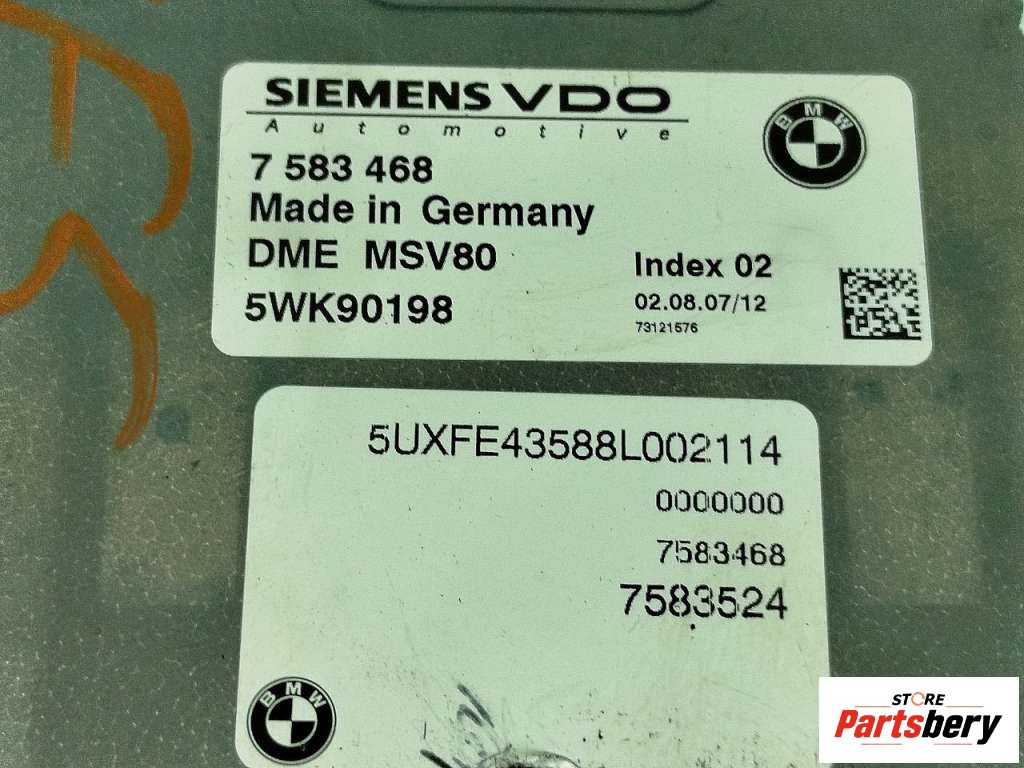 SIEMENS VDO
Automotive
BMW
7 583 468
Made in Germany
DME MSV80
Index 02
5WK90198
02.08.07/12
73121576
5UXFE43588L002114
0000000
7583468
7583524
BMW
STORE
Partsbery